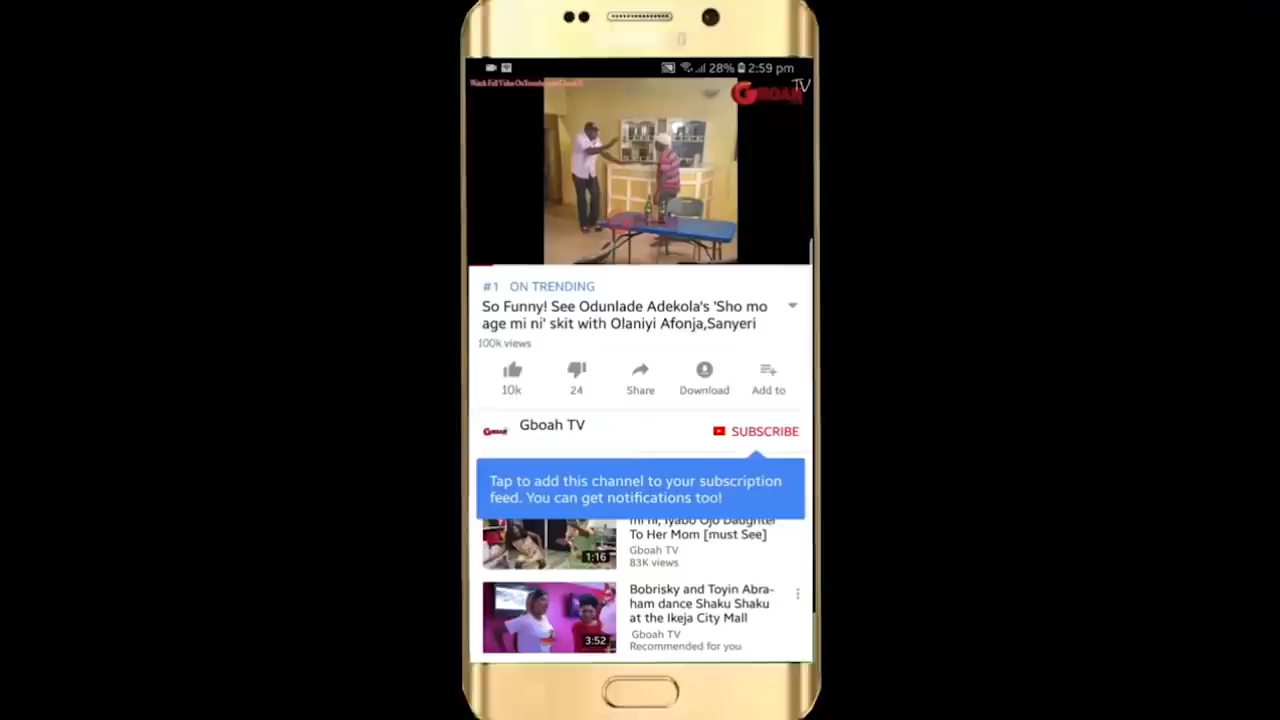 28% 2:59 pm
GBOAH TV
#1 ON TRENDING
So Funny! See Odunlade Adekola's 'Sho mo
age mi ni' skit with Olaniyi Afonja,Sanyeri
100k views
10k
24
Share
Download
Add to
GBOAH
Gboah TV
SUBSCRIBE
Tap to add this channel to your subscription
feed. You can get notifications too!
mi ni, Iyabo Ojo Daughter
To Her Mom [must See]
Gboah TV
83K views
1:16
Bobrisky and Toyin Abra-
ham dance Shaku Shaku
at the Ikeja City Mall
Gboah TV
Recommended for you
3:52